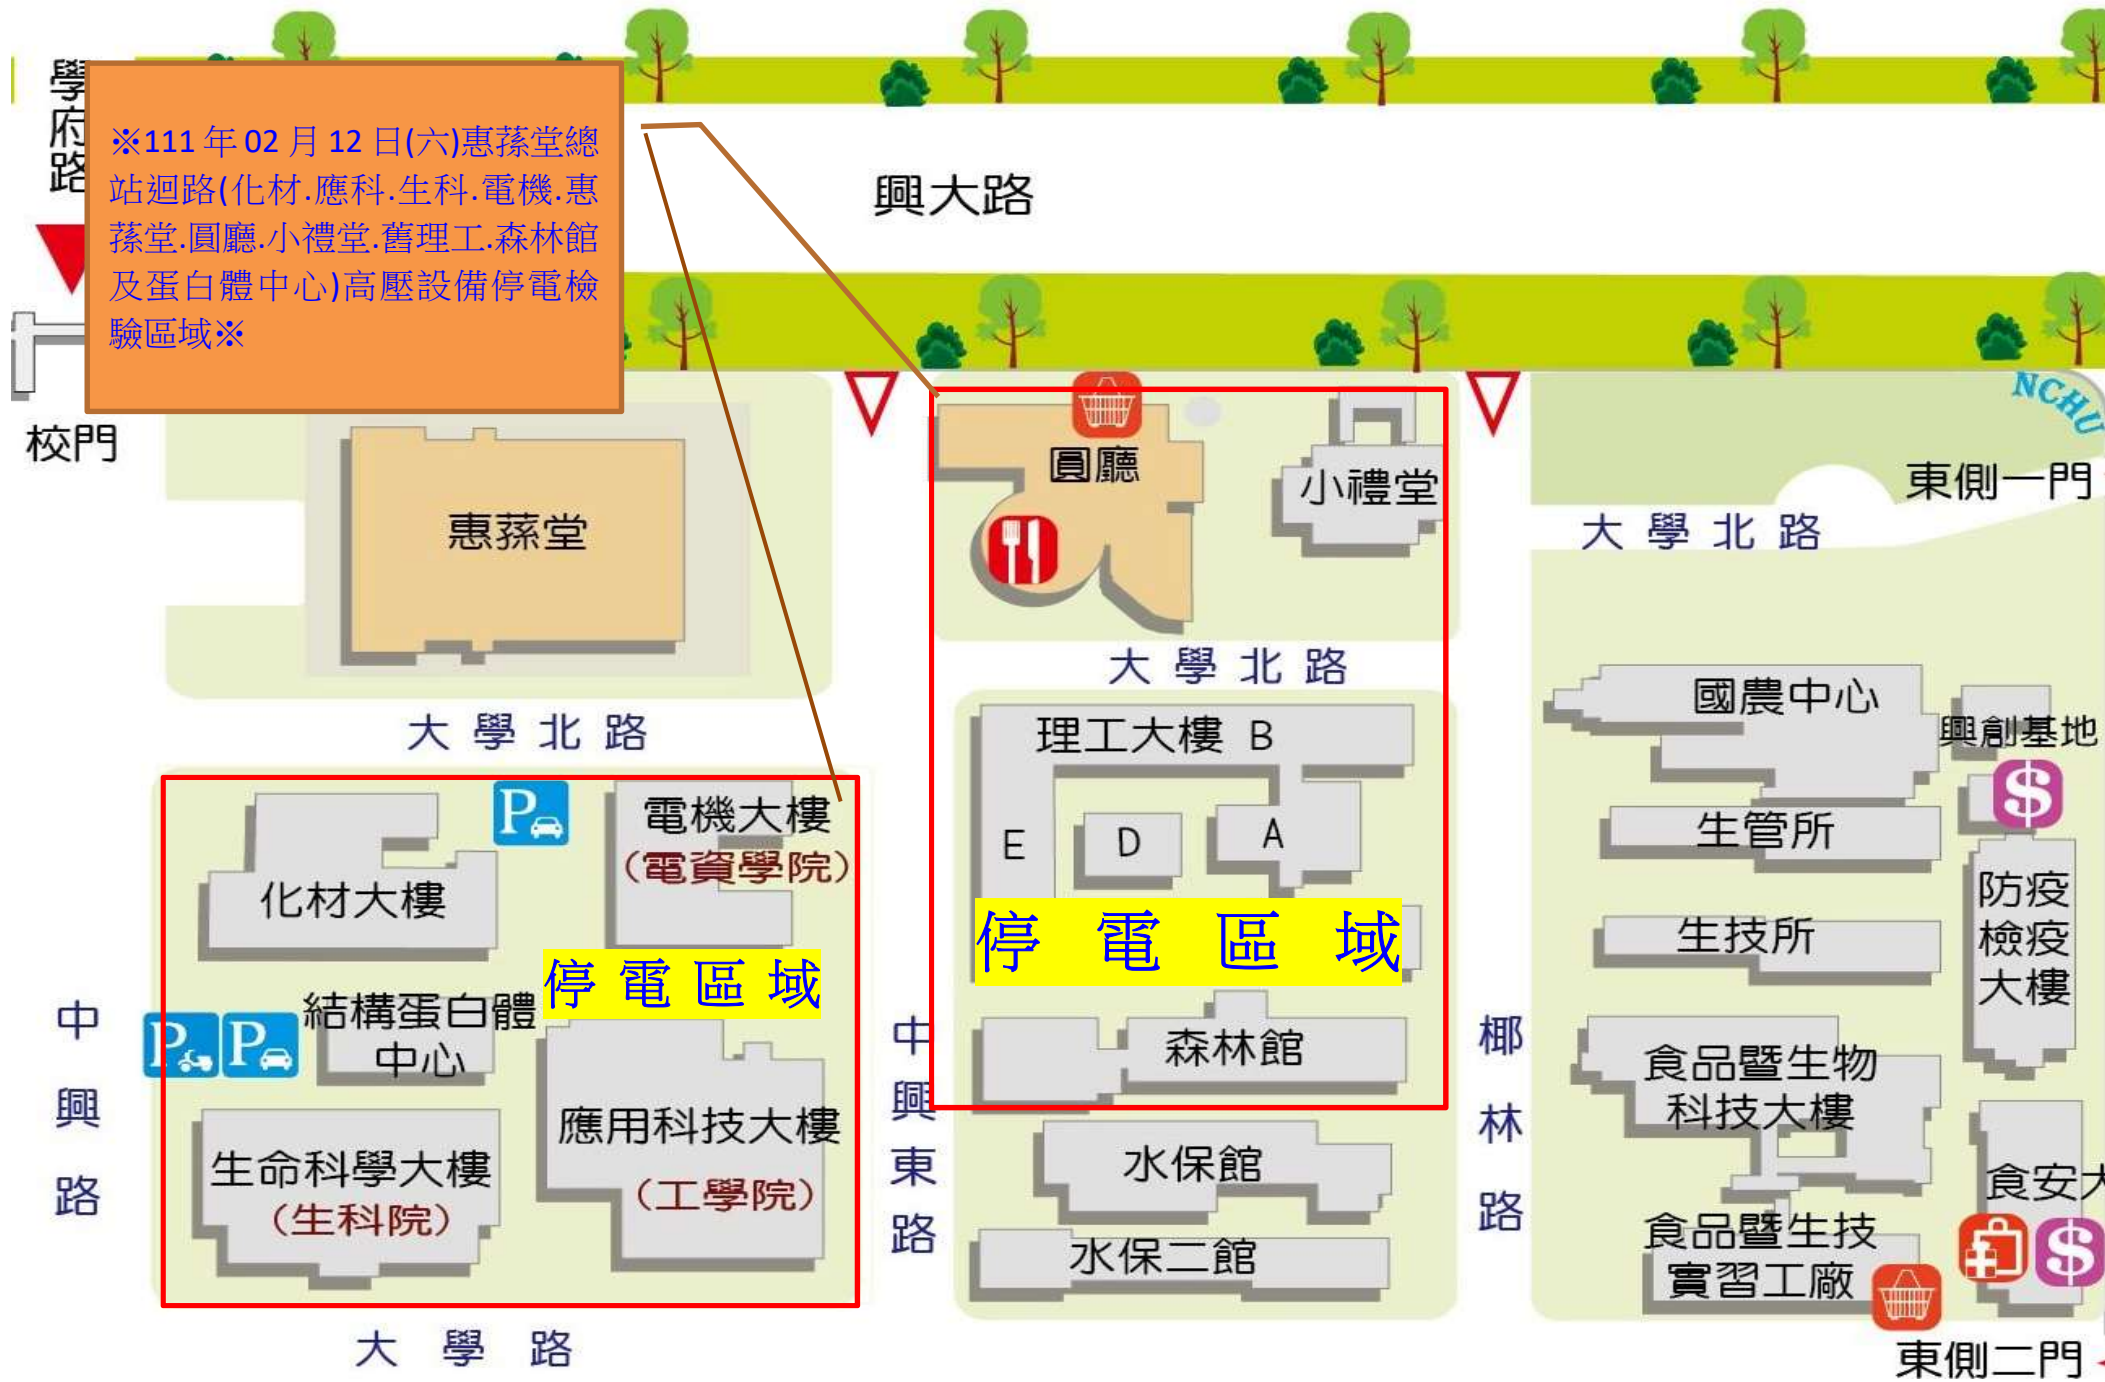 學府路
※111 年 02 月 12 日(六)惠蓀堂總
站迴路(化材.應科.生科.電機.惠
蓀堂.圓廳.小禮堂.舊理工.森林館
及蛋白體中心)高壓設備停電檢
驗區域※
興大路
校門
NCHU
圓廳
小禮堂
東側一門
惠蓀堂
大學北路
大學北路
大學北路
國農中心
興創基地
理工大樓 B
P
電機大樓
(電資學院)
化材大樓
E
D
A
生管所
防疫
檢疫
大樓
停電區域
停電區域
生技所
中興路
P
P
結構蛋白體
中心
中興東路
森林館
椰林路
食品暨生物
科技大樓
應用科技大樓
(工學院)
生命科學大樓
(生科院)
水保館
食安大
水保二館
食品暨生技
實習工廠
$
$
大學路
東側二門